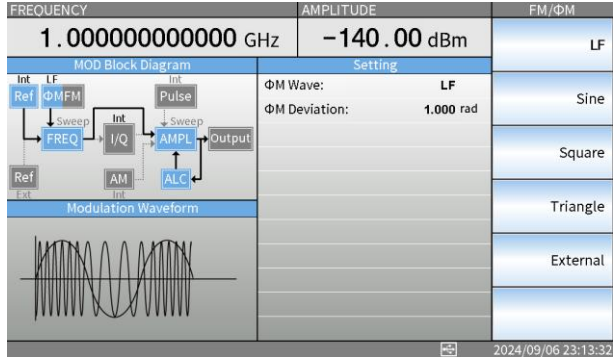 FREQUENCY AMPLITUDE FM/ΦM
1.000000000000 GHz -140.00 dBm
LF
MOD Block Diagram
Int LF Int
Ref ΦM FM Pulse
Sweep Int Sweep
FREQ I/Q AMPL Output
Ref AM ALC
Ext Int
Modulation Waveform
Setting
ΦM Wave: LF
ΦM Deviation: 1.000 rad
Sine
Square
Triangle
External
2024/09/06 23:13:32